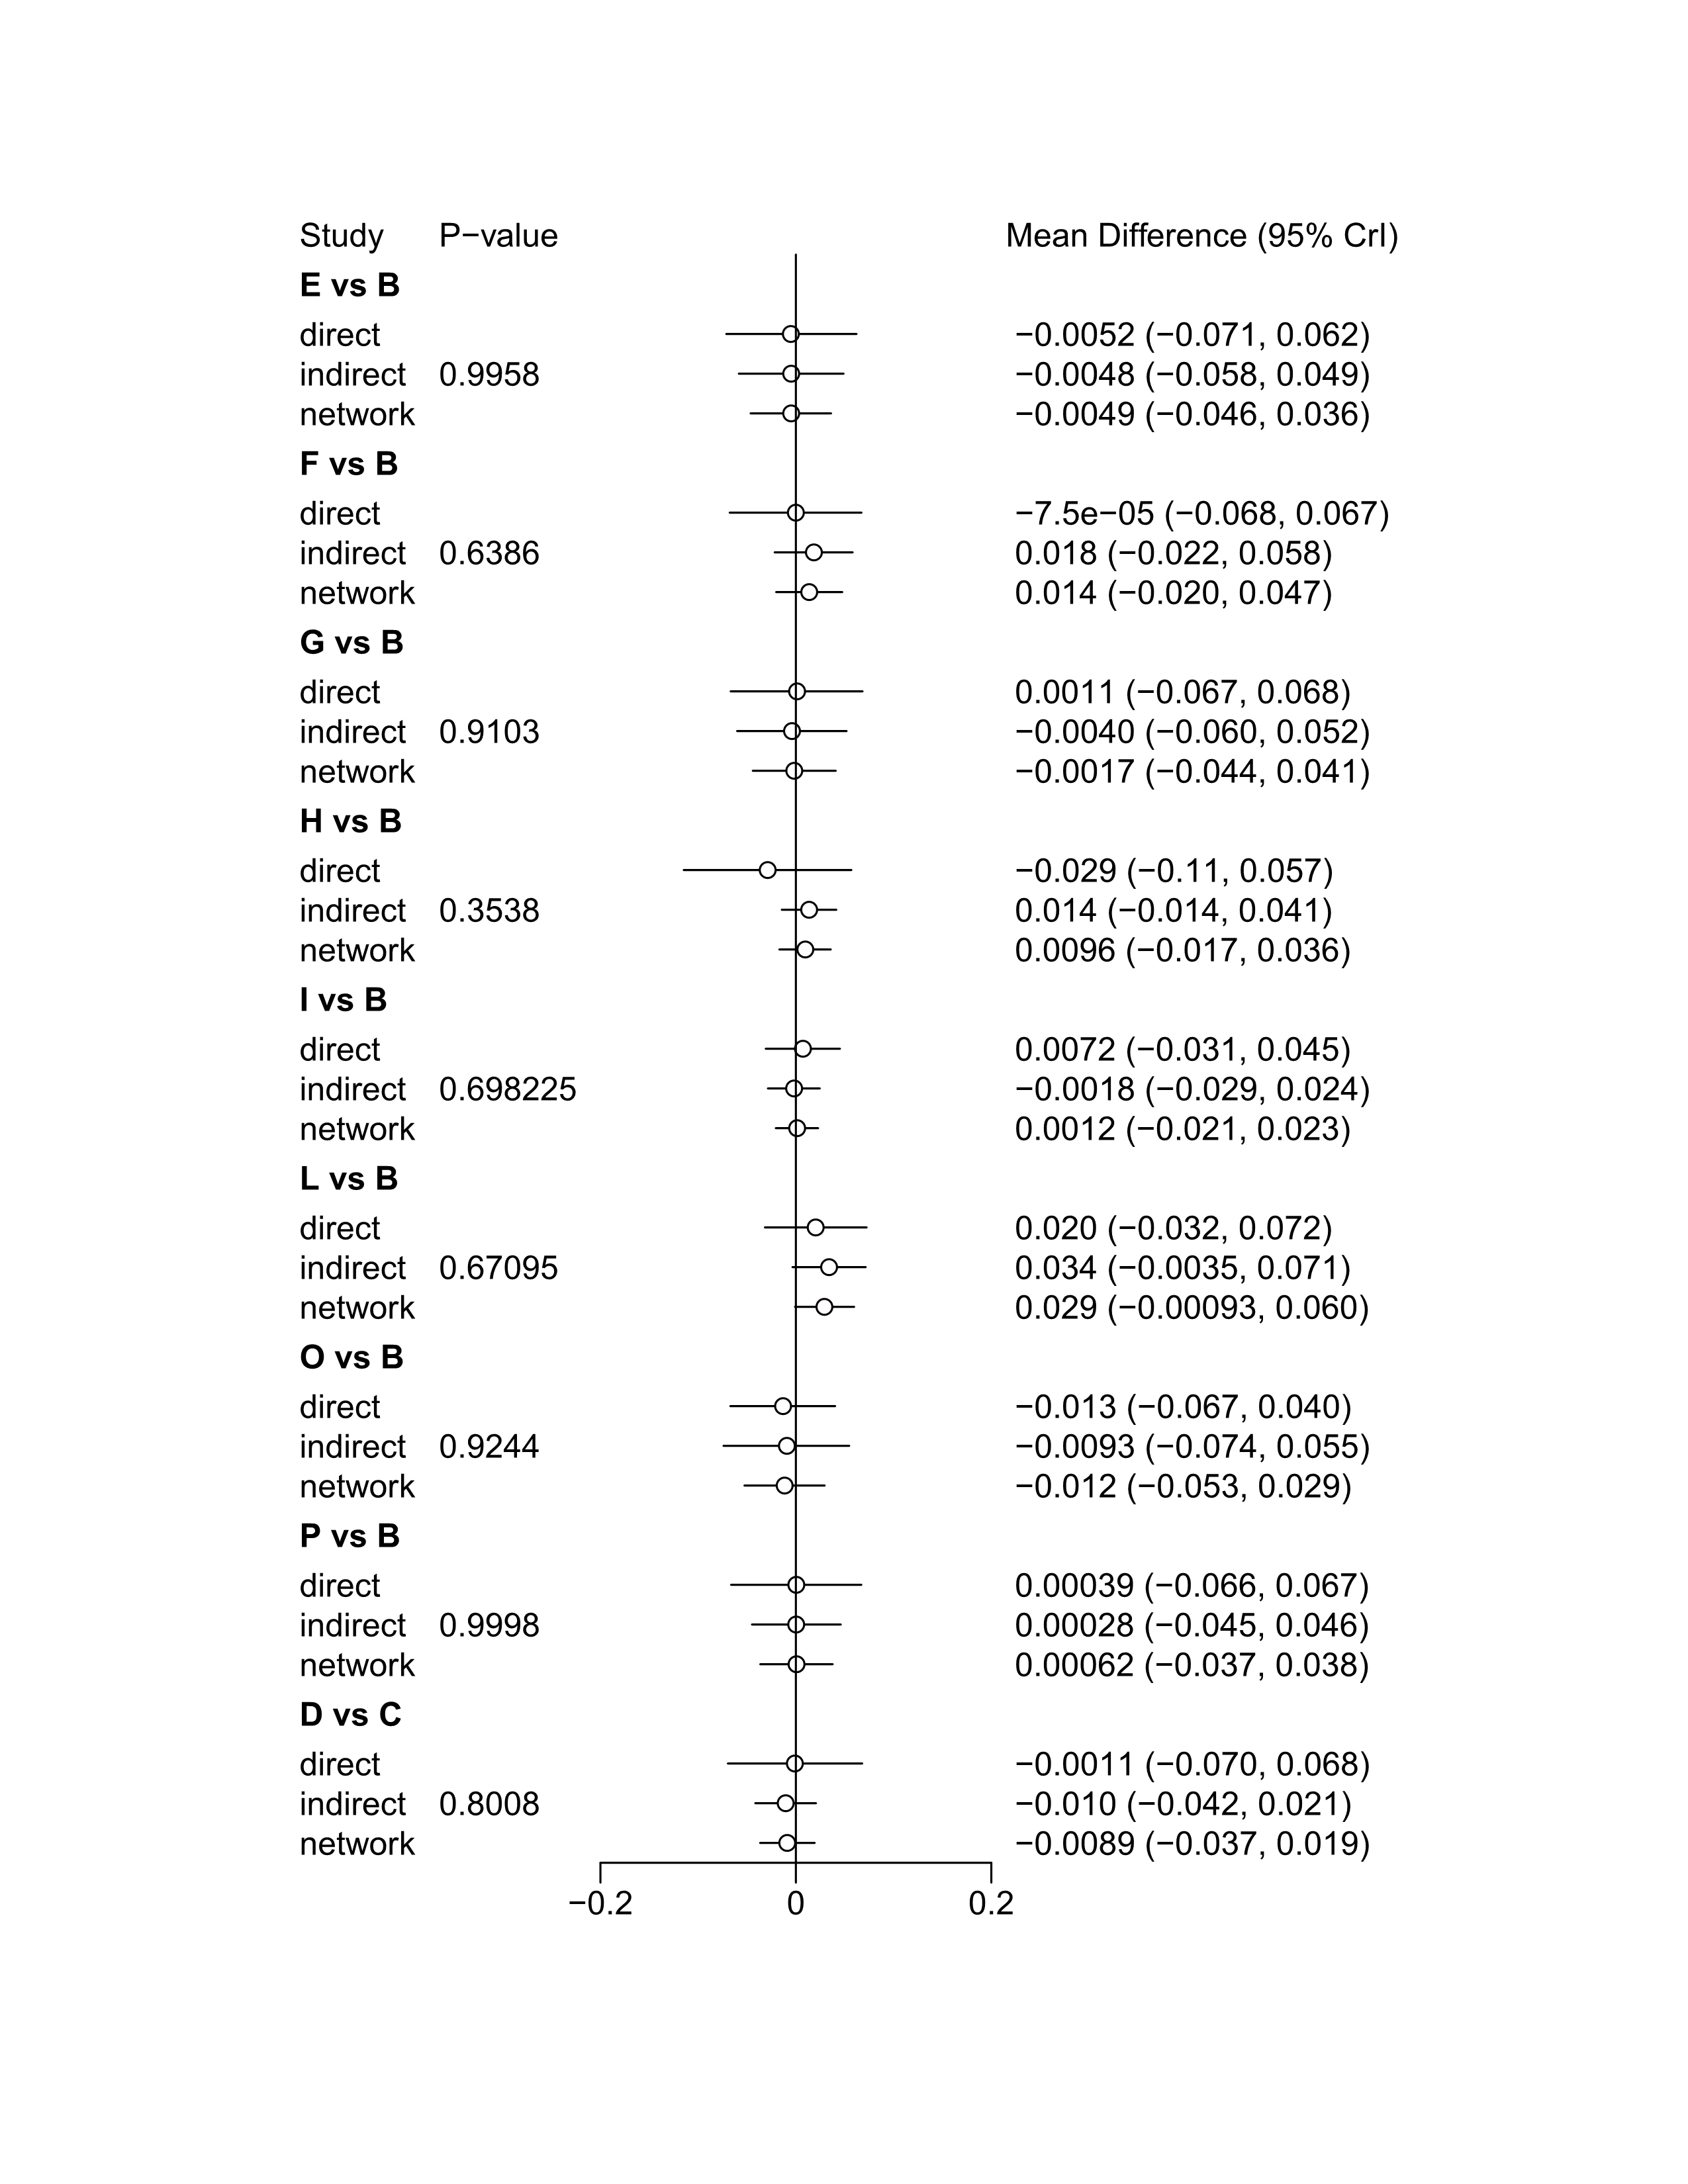 Study P−value Mean Difference (95% CrI)
E vs B
direct −0.0052 (−0.071, 0.062)
indirect 0.9958 −0.0048 (−0.058, 0.049)
network −0.0049 (−0.046, 0.036)
F vs B
direct −7.5e−05 (−0.068, 0.067)
indirect 0.6386 0.018 (−0.022, 0.058)
network 0.014 (−0.020, 0.047)
G vs B
direct 0.0011 (−0.067, 0.068)
indirect 0.9103 −0.0040 (−0.060, 0.052)
network −0.0017 (−0.044, 0.041)
H vs B
direct −0.029 (−0.11, 0.057)
indirect 0.3538 0.014 (−0.014, 0.041)
network 0.0096 (−0.017, 0.036)
I vs B
direct 0.0072 (−0.031, 0.045)
indirect 0.698225 −0.0018 (−0.029, 0.024)
network 0.0012 (−0.021, 0.023)
L vs B
direct 0.020 (−0.032, 0.072)
indirect 0.67095 0.034 (−0.0035, 0.071)
network 0.029 (−0.00093, 0.060)
O vs B
direct −0.013 (−0.067, 0.040)
indirect 0.9244 −0.0093 (−0.074, 0.055)
network −0.012 (−0.053, 0.029)
P vs B
direct 0.00039 (−0.066, 0.067)
indirect 0.9998 0.00028 (−0.045, 0.046)
network 0.00062 (−0.037, 0.038)
D vs C
direct −0.0011 (−0.070, 0.068)
indirect 0.8008 −0.010 (−0.042, 0.021)
network −0.0089 (−0.037, 0.019)
−0.2 0 0.2